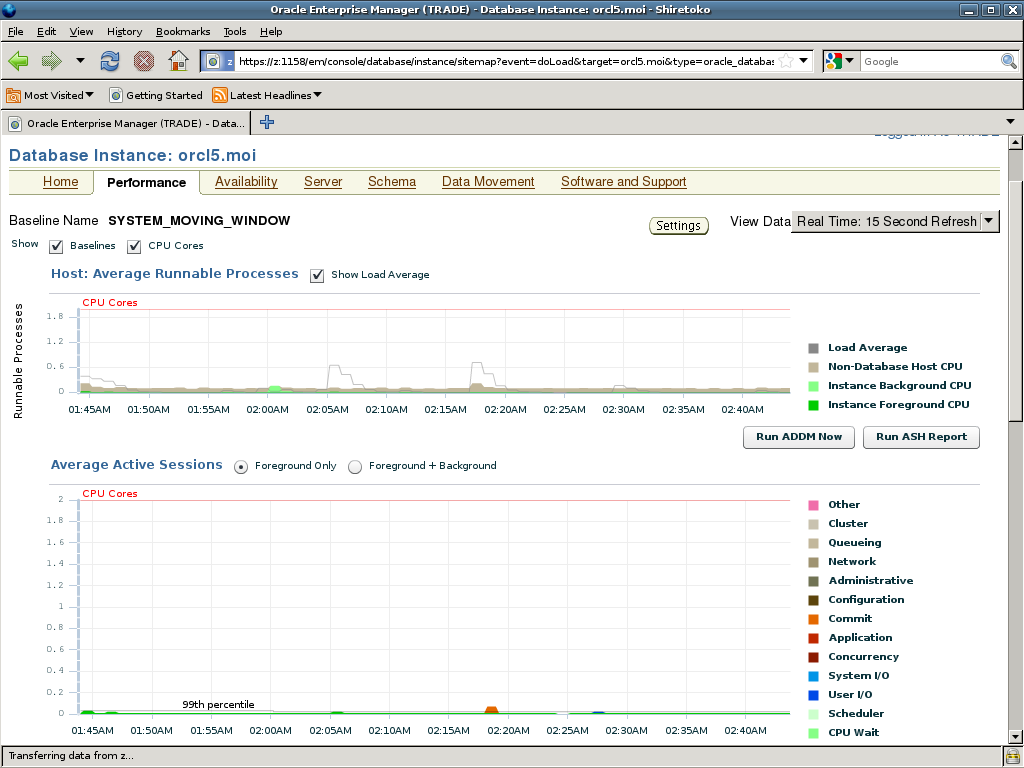 Oracle Enterprise Manager (TRADE) - Database Instance: orcl5.moi - Shiretoko
File Edit View History Bookmarks Tools Help
z https://z:1158/em/console/database/instance/sitemap?event=doLoad&target=orcl5.moi&type=oracle_databas Google
Most Visited Getting Started Latest Headlines
Oracle Enterprise Manager (TRADE) - Data...
Logged in As TRADE
Database Instance: orcl5.moi
Home Performance Availability Server Schema Data Movement Software and Support
Baseline Name SYSTEM_MOVING_WINDOW Settings View Data Real Time: 15 Second Refresh
Show Baselines CPU Cores
Host: Average Runnable Processes Show Load Average
Runnable Processes
CPU Cores
1.8
1.2
0.6
0
01:45AM 01:50AM 01:55AM 02:00AM 02:05AM 02:10AM 02:15AM 02:20AM 02:25AM 02:30AM 02:35AM 02:40AM
Load Average
Non-Database Host CPU
Instance Background CPU
Instance Foreground CPU
Run ADDM Now Run ASH Report
Average Active Sessions Foreground Only Foreground + Background
CPU Cores
2
1.8
1.6
1.4
1.2
1
0.8
0.6
0.4
0.2
0
99th percentile
01:45AM 01:50AM 01:55AM 02:00AM 02:05AM 02:10AM 02:15AM 02:20AM 02:25AM 02:30AM 02:35AM 02:40AM
Other
Cluster
Queueing
Network
Administrative
Configuration
Commit
Application
Concurrency
System I/O
User I/O
Scheduler
CPU Wait
Transferring data from z...